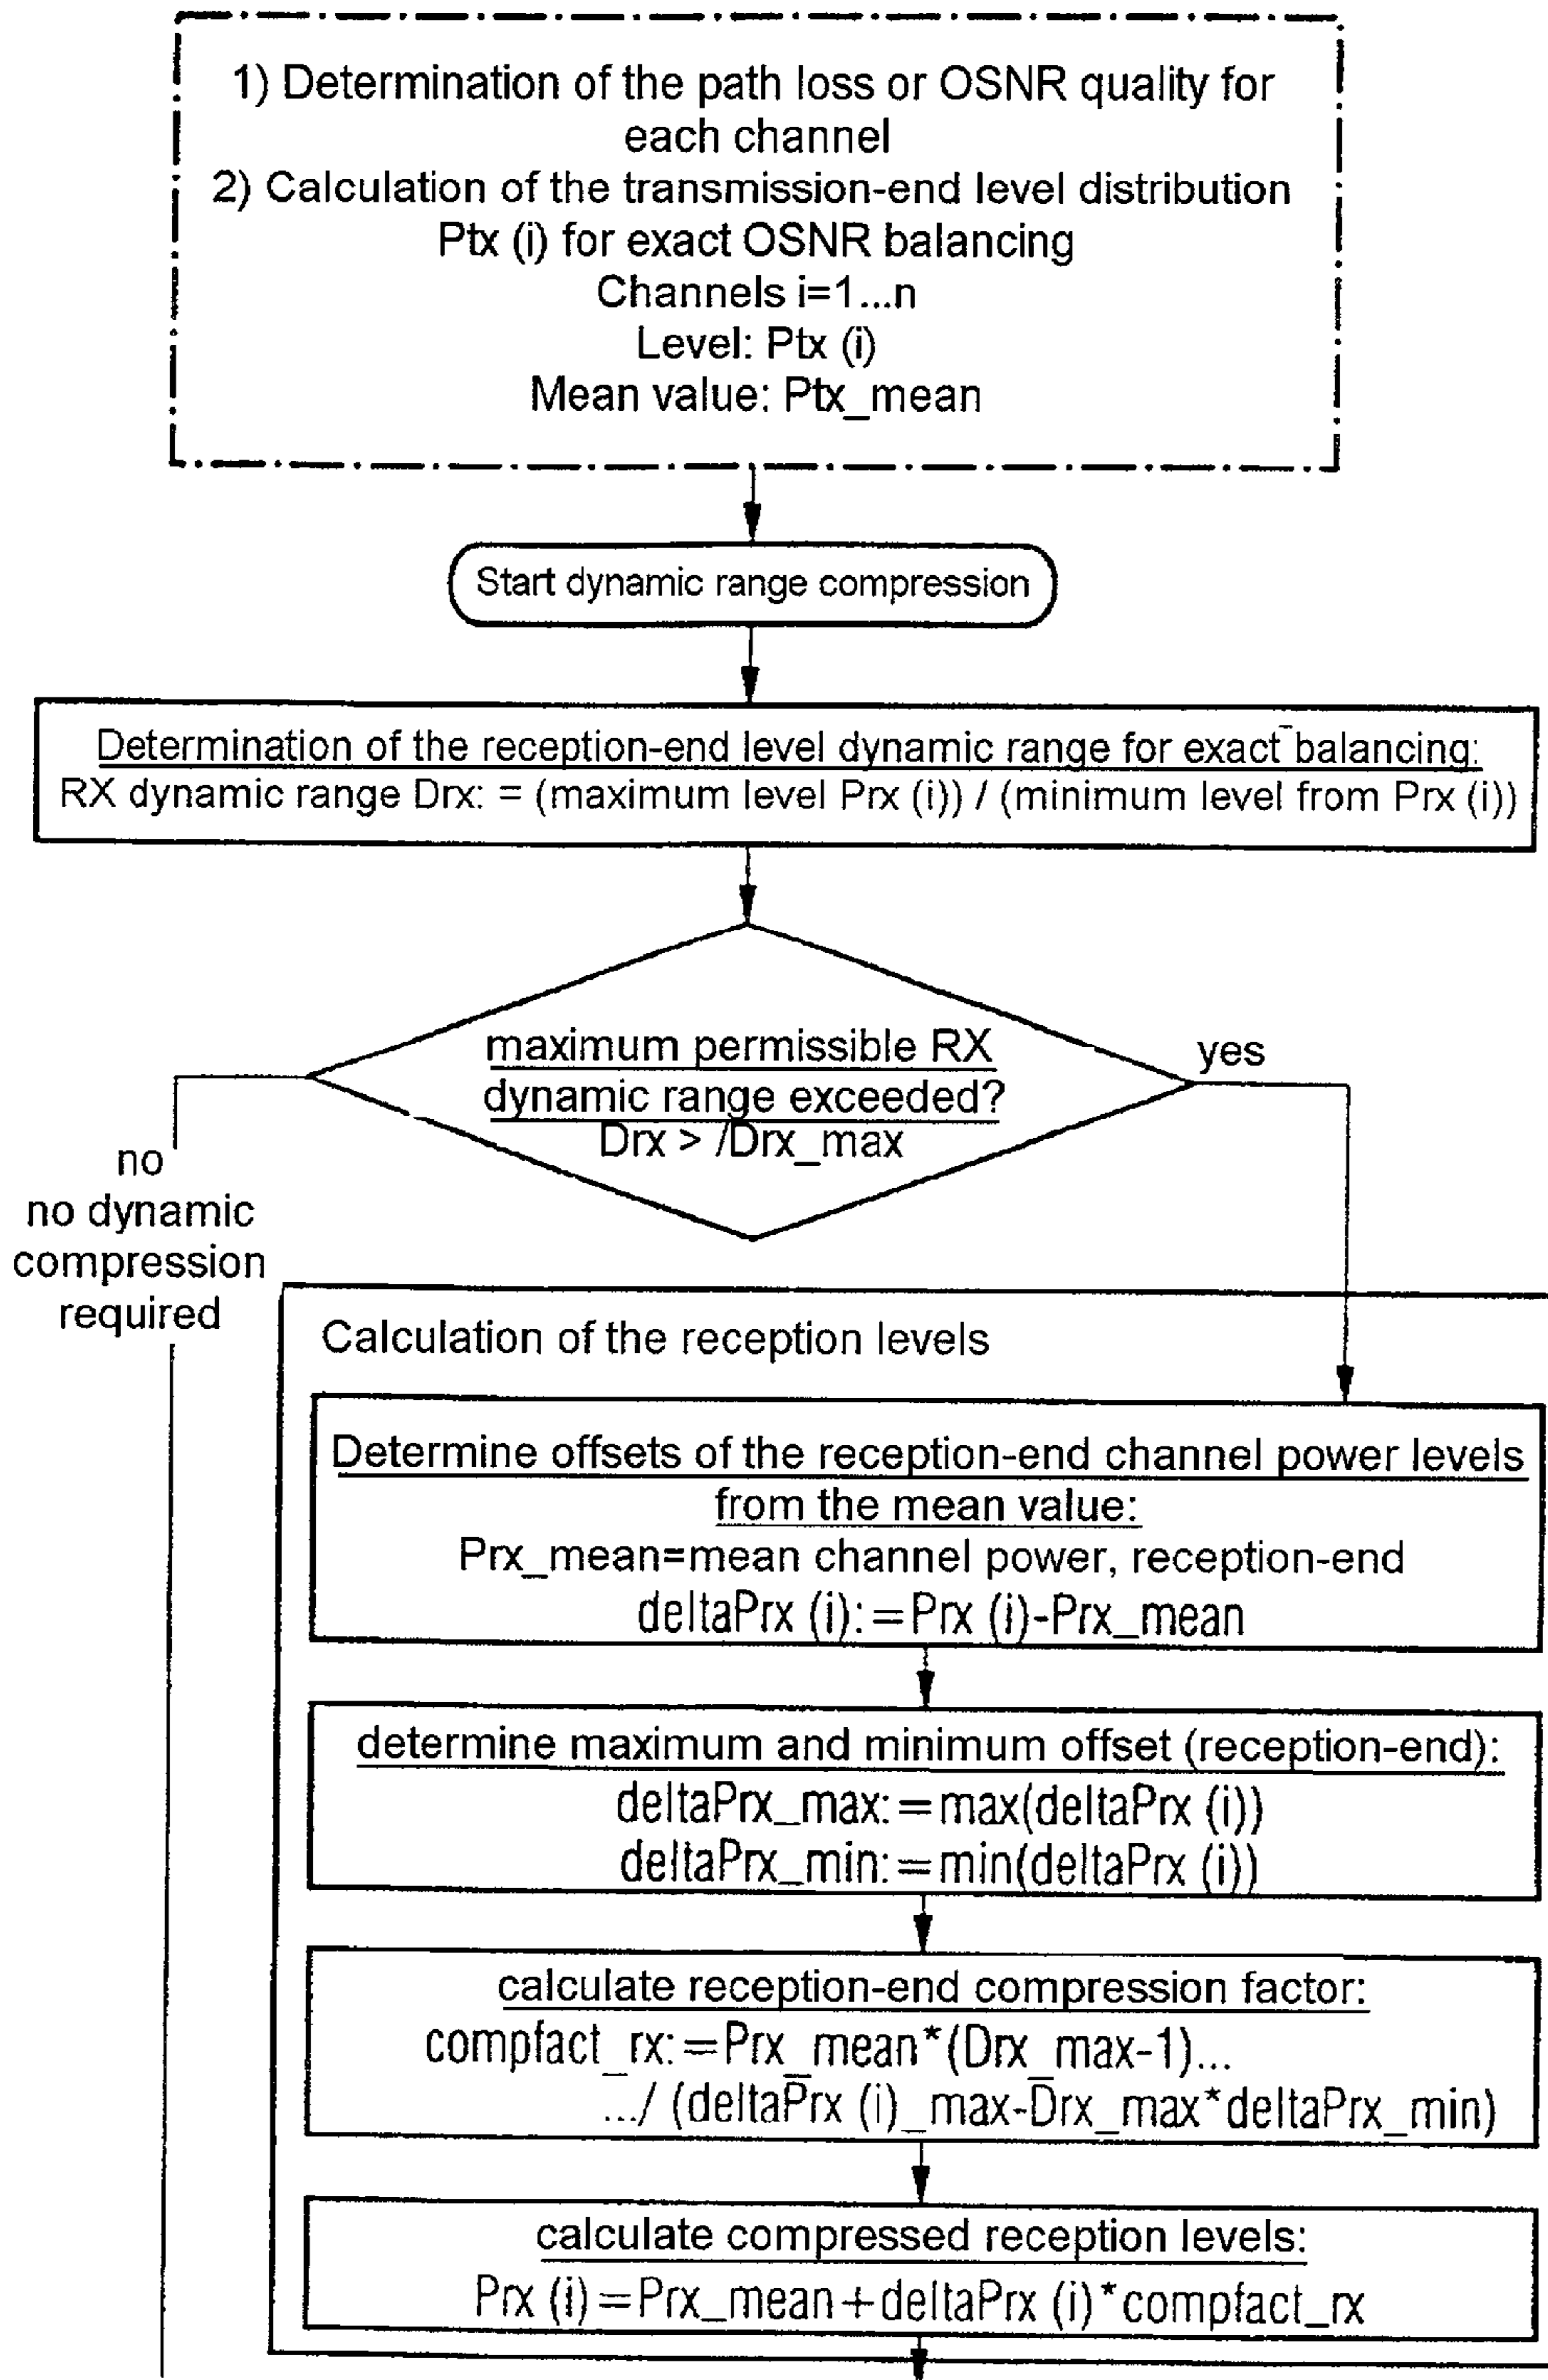 1) Determination of the path loss or OSNR quality for
each channel
2) Calculation of the transmission-end level distribution
Ptx (i) for exact OSNR balancing
Channels i=1...n
Level: Ptx (i)
Mean value: Ptx_mean
Start dynamic range compression
Determination of the reception-end level dynamic range for exact balancing:
RX dynamic range Drx: = (maximum level Prx (i)) / (minimum level from Prx (i))
maximum permissible RX
dynamic range exceeded?
Drx > /Drx_max
yes
no
no dynamic
compression
required
Calculation of the reception levels
Determine offsets of the reception-end channel power levels
from the mean value:
Prx_mean=mean channel power, reception-end
deltaPrx (i): =Prx (i)-Prx_mean
determine maximum and minimum offset (reception-end):
deltaPrx_max: =max(deltaPrx (i))
deltaPrx_min: =min(deltaPrx (i))
calculate reception-end compression factor:
compfact_rx: =Prx_mean*(Drx_max-1)...
.../ (deltaPrx (i)_max-Drx_max*deltaPrx_min)
calculate compressed reception levels:
Prx (i) =Prx_mean+deltaPrx (i)*compfact_rx